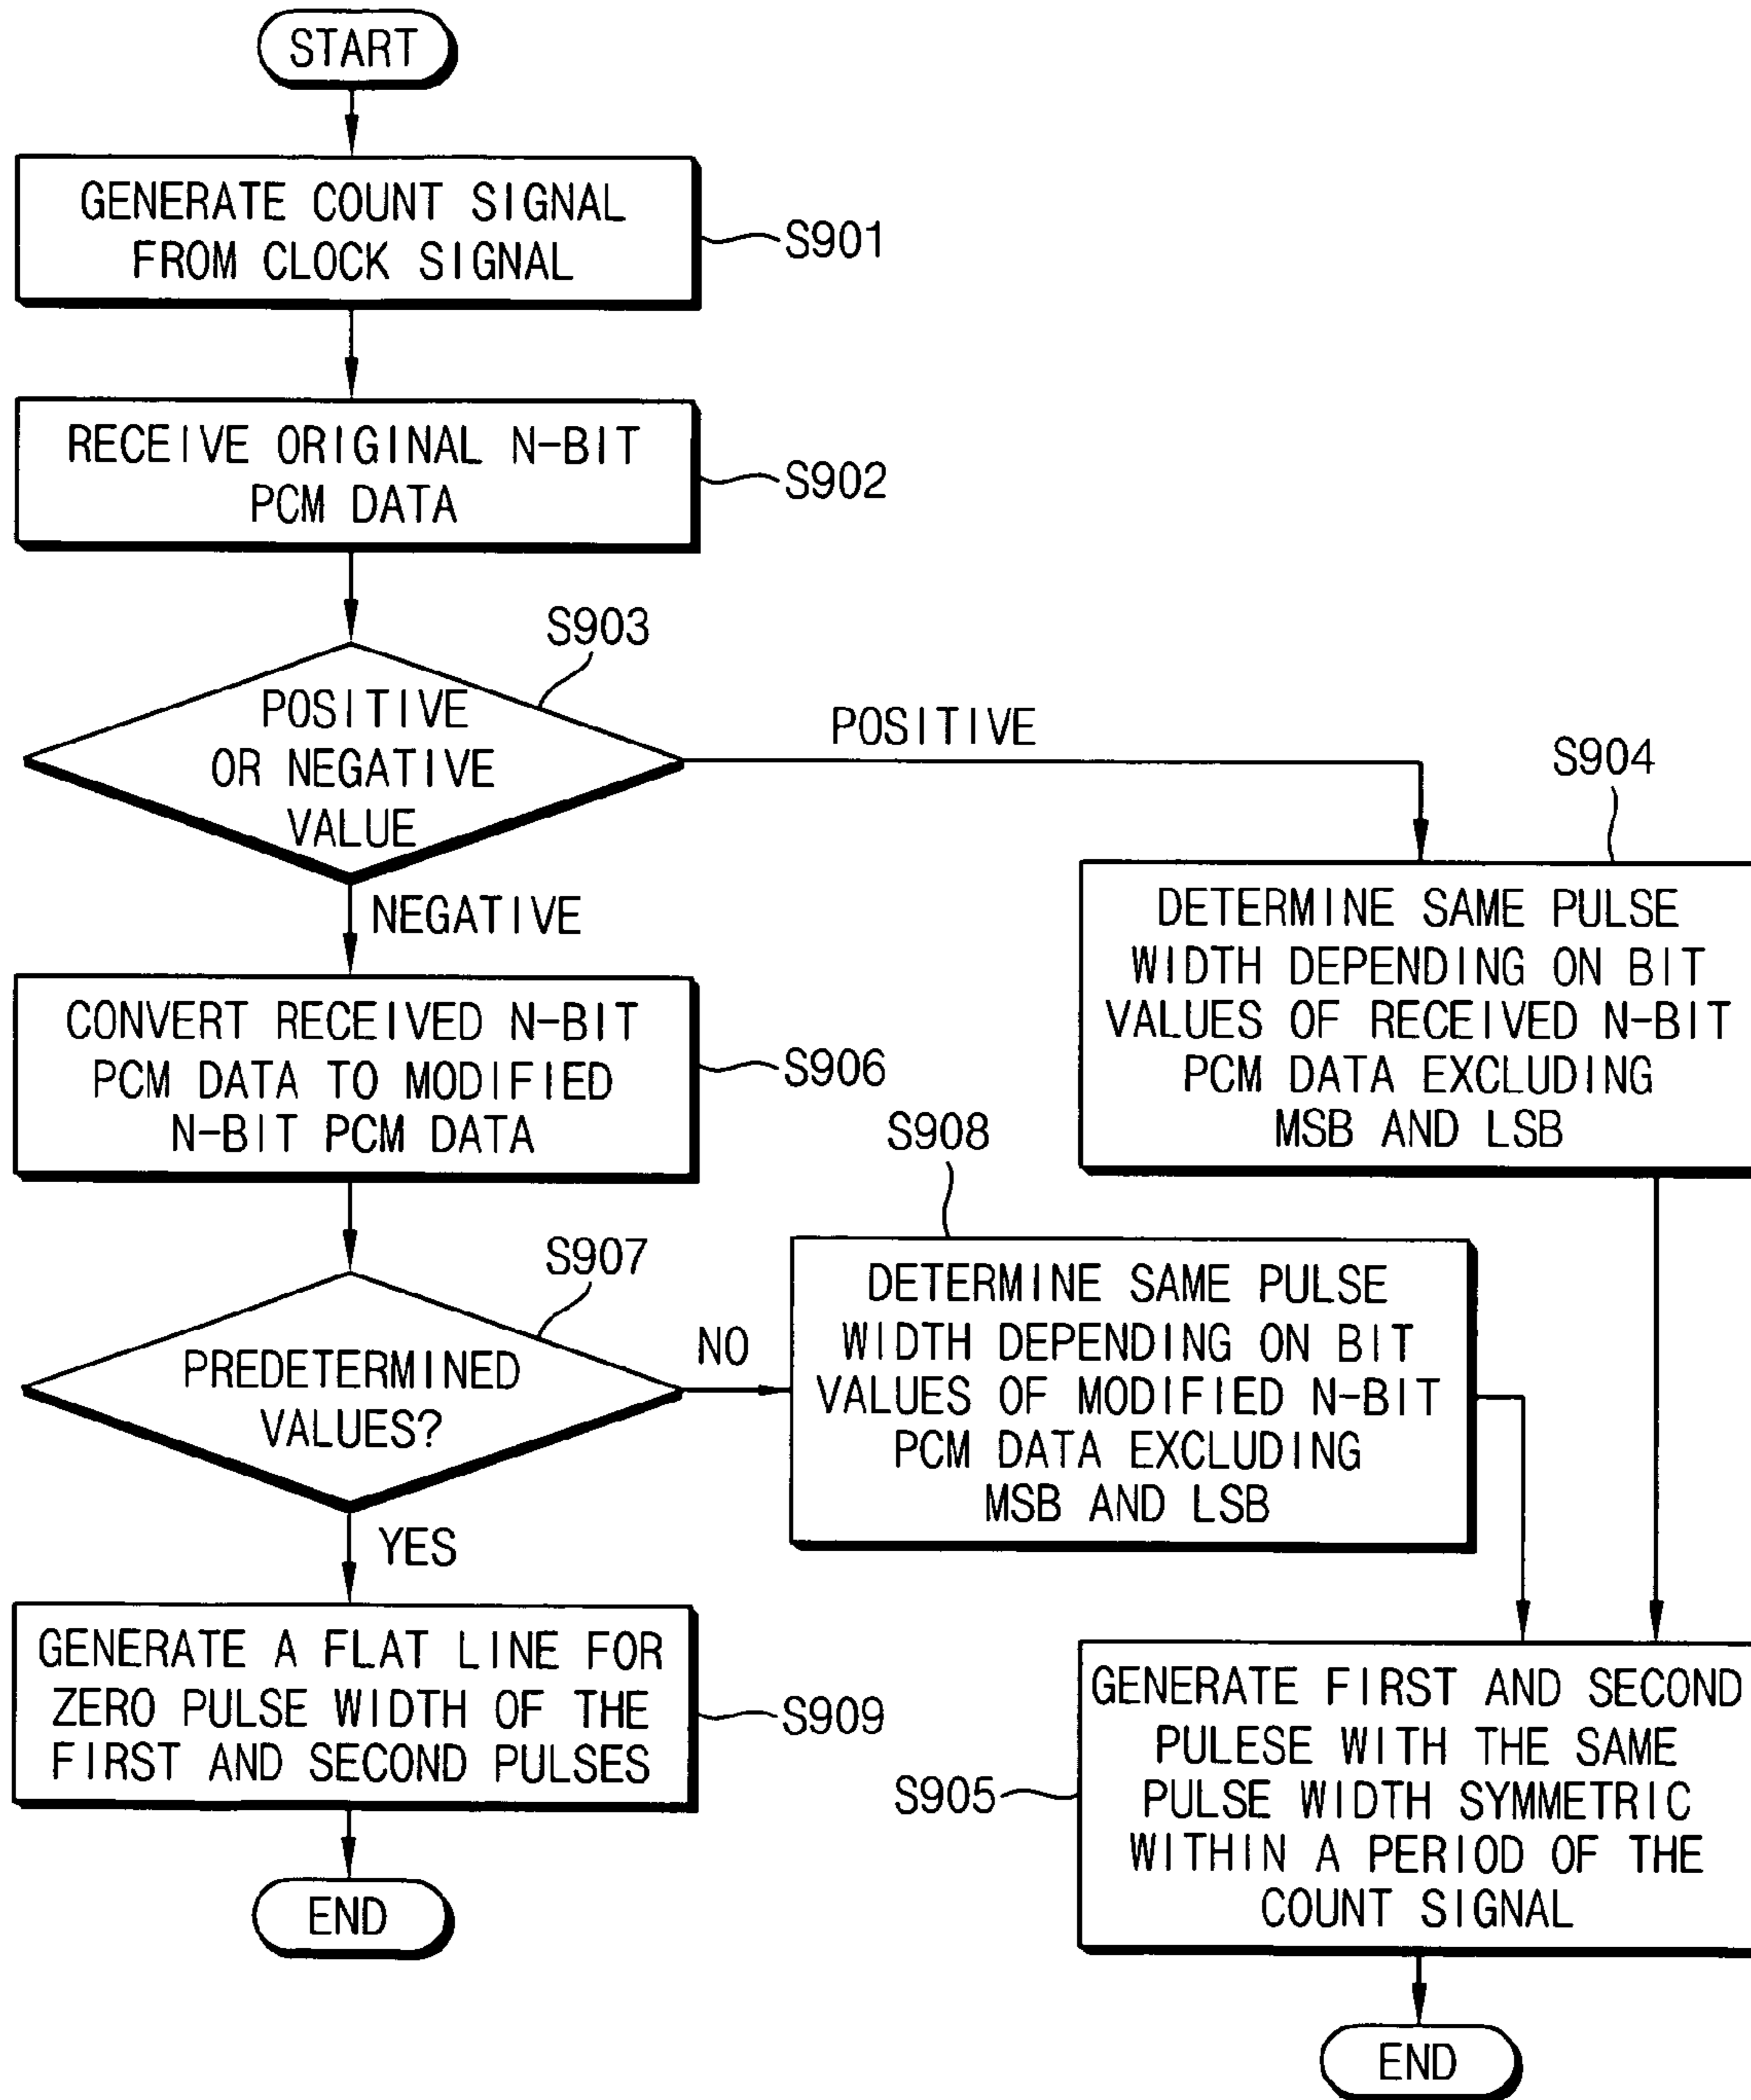 START
GENERATE COUNT SIGNAL
FROM CLOCK SIGNAL
S901
RECEIVE ORIGINAL N-BIT
PCM DATA
S902
S903
POSITIVE
OR NEGATIVE
VALUE
POSITIVE
NEGATIVE
S904
DETERMINE SAME PULSE
WIDTH DEPENDING ON BIT
VALUES OF RECEIVED N-BIT
PCM DATA EXCLUDING
MSB AND LSB
CONVERT RECEIVED N-BIT
PCM DATA TO MODIFIED
N-BIT PCM DATA
S906
S907
PREDETERMINED
VALUES?
NO
YES
S908
DETERMINE SAME PULSE
WIDTH DEPENDING ON BIT
VALUES OF MODIFIED N-BIT
PCM DATA EXCLUDING
MSB AND LSB
GENERATE A FLAT LINE FOR
ZERO PULSE WIDTH OF THE
FIRST AND SECOND PULSES
S909
END
S905
GENERATE FIRST AND SECOND
PULESE WITH THE SAME
PULSE WIDTH SYMMETRIC
WITHIN A PERIOD OF THE
COUNT SIGNAL
END